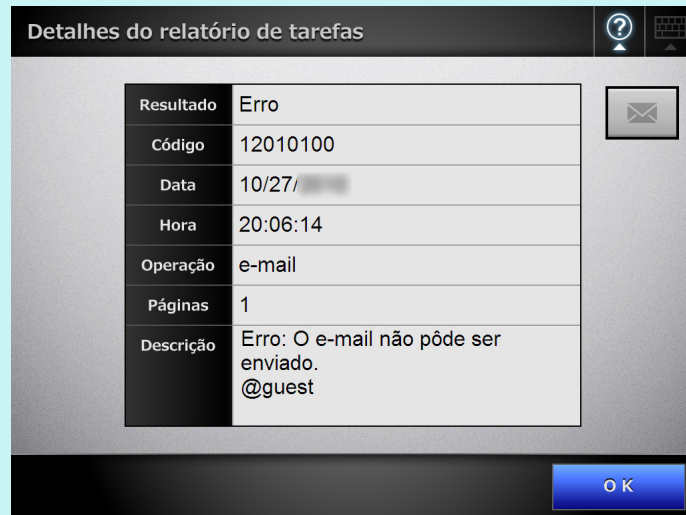 Detalhes do relatório de tarefas
?
Resultado Erro
Código 12010100
Data 10/27/
Hora 20:06:14
Operação e-mail
Páginas 1
Descrição Erro: O e-mail não pôde ser
enviado.
@guest
OK